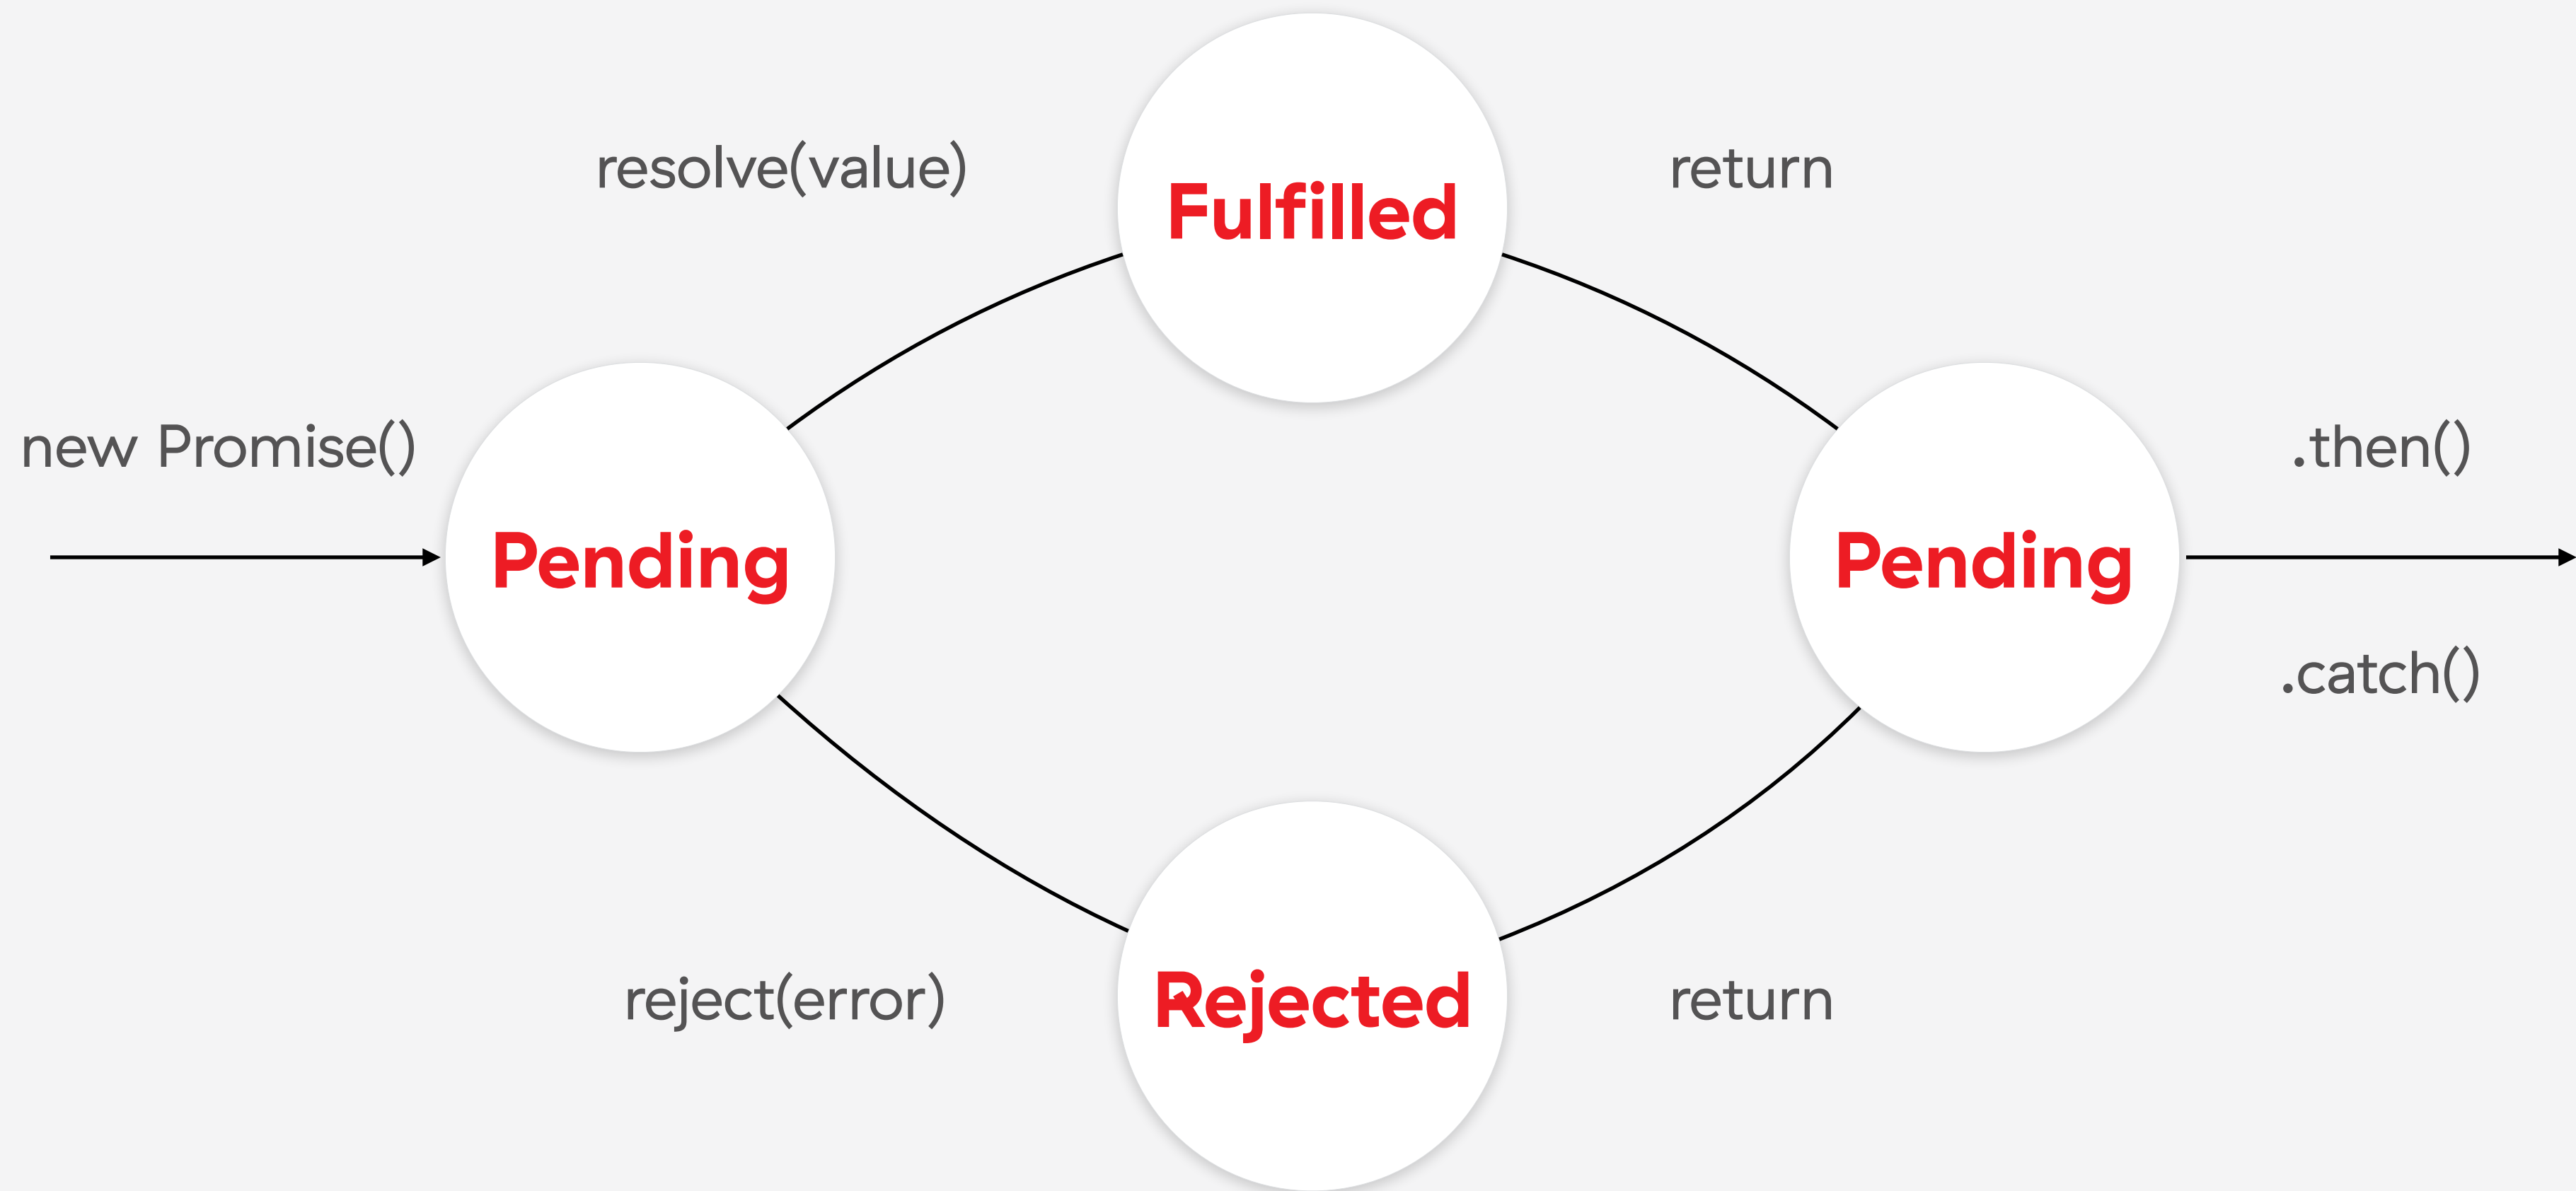 resolve(value)
Fulfilled
return
new Promise()
Pending
Pending
.then()
.catch()
reject(error)
Rejected
return